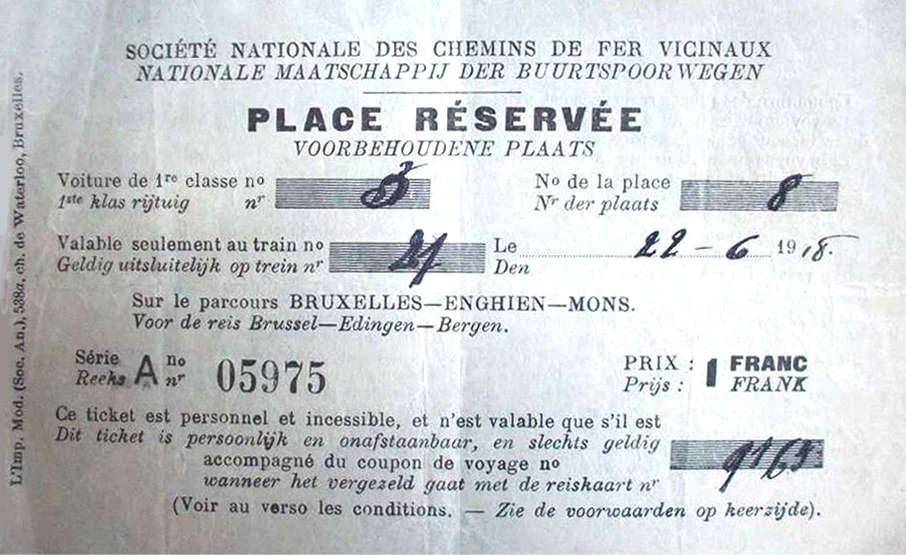 SOCIÉTÉ NATIONALE DES CHEMINS DE FER VICINAUX
NATIONALE MAATSCHAPPIJ DER BUURTSPOORWEGEN
PLACE RÉSERVÉE
VOORBEHOUDENE PLAATS
Voiture de 1re classe no
1ste klas rijtuig nr
No de la place 8
Nr der plaats
Valable seulement au train no 21
Geldig uitsluitelijk op trein nr
Le 22-6 1918.
Den
Sur le parcours BRUXELLES—ENGHIEN—MONS.
Voor de reis Brussel—Edingen—Bergen.
Série A no 05975
Reeks nr
PRIX : 1 FRANC
Prijs : FRANK
Ce ticket est personnel et incessible, et n'est valable que s'il est
Dit ticket is persoonlijk en onafstaanbaar, en slechts geldig
accompagné du coupon de voyage no 9163
wanneer het vergezeld gaat met de reiskaart nr
(Voir au verso les conditions. — Zie de voorwaarden op keerzijde).
L'Imp. Mod. (Soc. An.), 538a, ch. de Waterloo, Bruxelles.